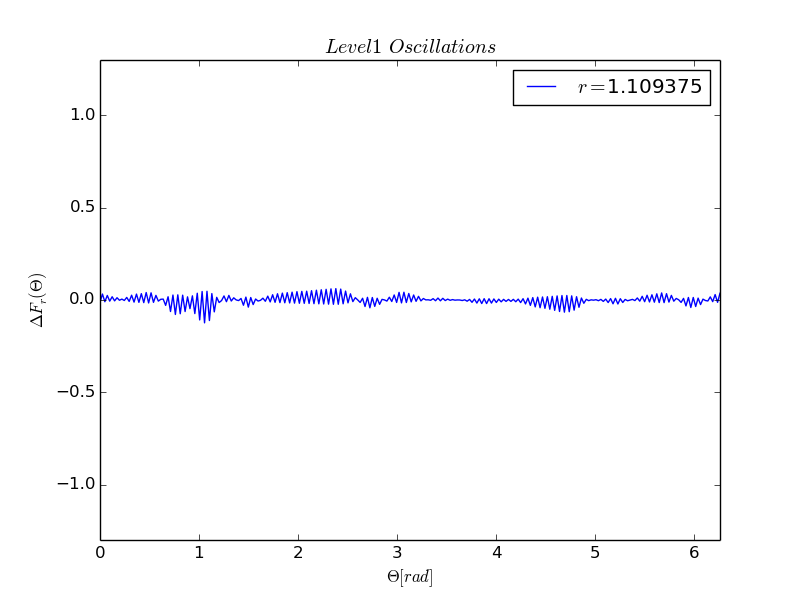 Level1 Oscillations
r=1.109375
1.0
0.5
0.0
−0.5
−1.0
ΔF_r(Θ)
0 1 2 3 4 5 6
Θ[rad]